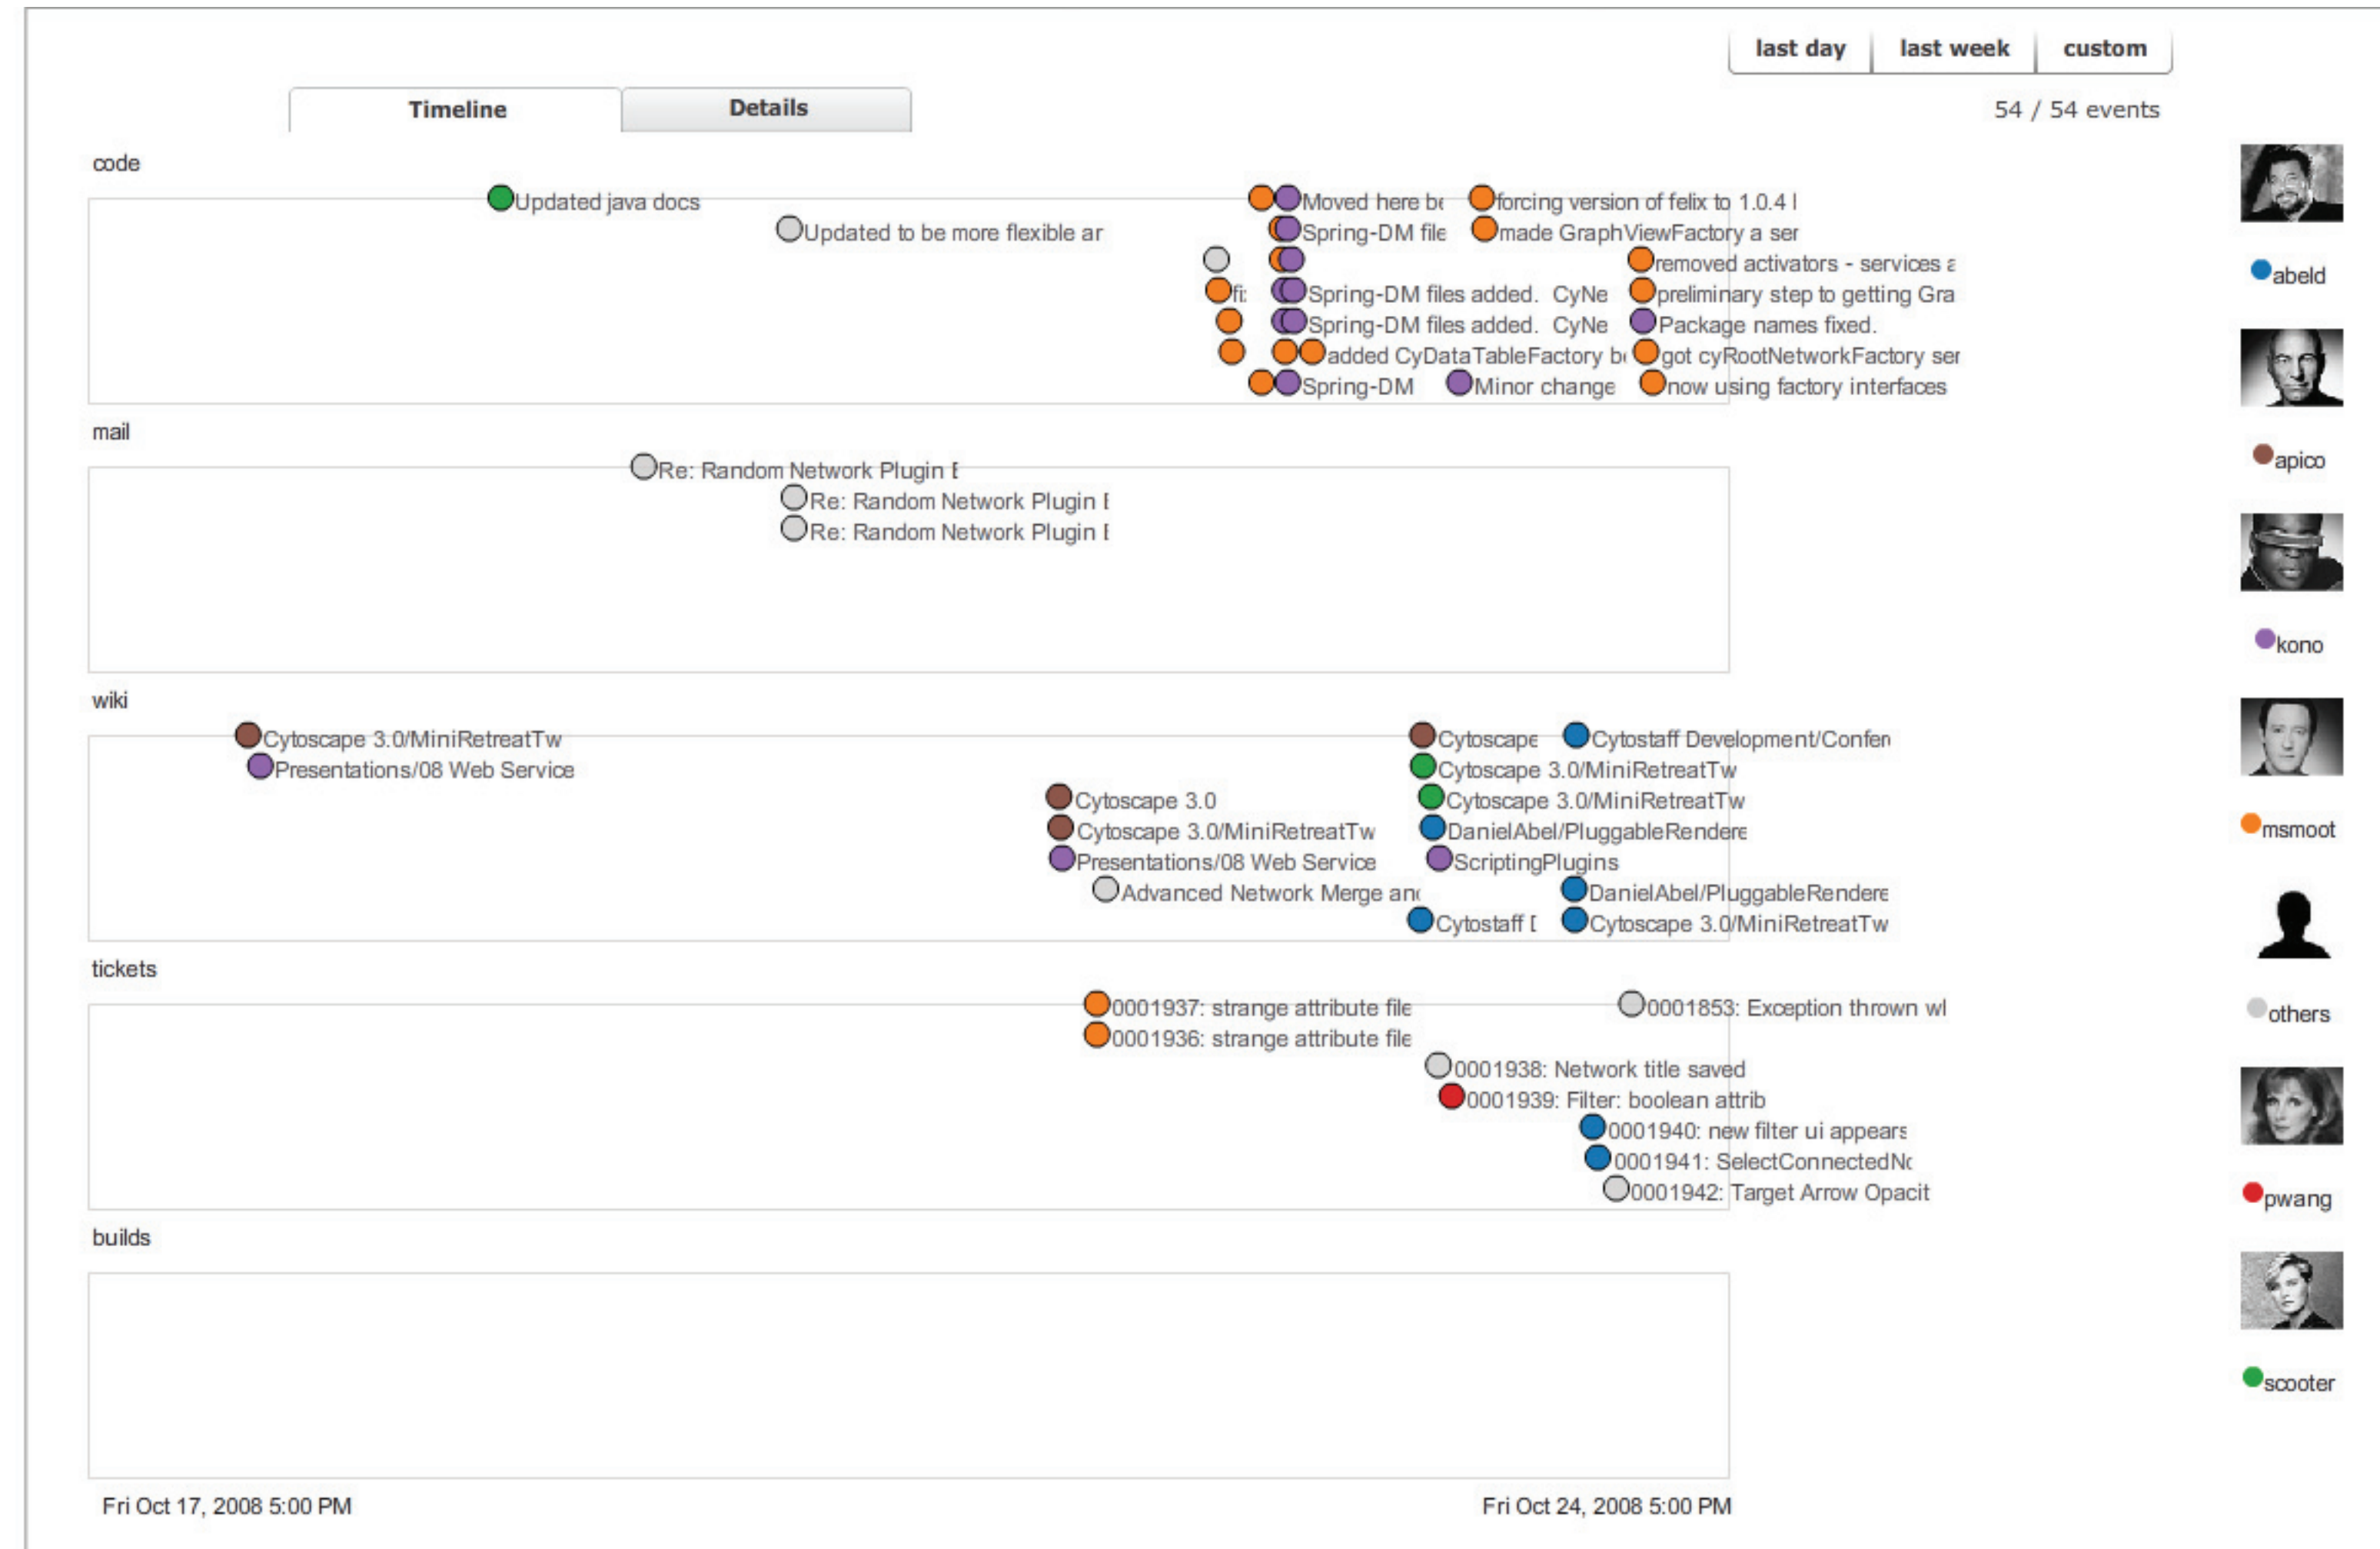 last day last week custom
Timeline Details 54 / 54 events
code
Updated java docs Moved here be forcing version of felix to 1.0.4 l
Updated to be more flexible ar Spring-DM file made GraphViewFactory a ser
removed activators - services a
fi: Spring-DM files added. CyNe preliminary step to getting Gra
Spring-DM files added. CyNe Package names fixed.
added CyDataTableFactory be got cyRootNetworkFactory ser
Spring-DM Minor change now using factory interfaces
mail
Re: Random Network Plugin E
Re: Random Network Plugin E
Re: Random Network Plugin E
wiki
Cytoscape 3.0/MiniRetreatTw Cytoscape Cytostaff Development/Confen
Presentations/08 Web Service Cytoscape 3.0/MiniRetreatTw
Cytoscape 3.0 Cytoscape 3.0/MiniRetreatTw
Cytoscape 3.0/MiniRetreatTw DanielAbel/PluggableRendere
Presentations/08 Web Service ScriptingPlugins
Advanced Network Merge and DanielAbel/PluggableRendere
Cytostaff D Cytoscape 3.0/MiniRetreatTw
tickets
0001937: strange attribute file 0001853: Exception thrown wl
0001936: strange attribute file
0001938: Network title saved
0001939: Filter: boolean attrib
0001940: new filter ui appears
0001941: SelectConnectedNo
0001942: Target Arrow Opacit
builds
Fri Oct 17, 2008 5:00 PM Fri Oct 24, 2008 5:00 PM
abeld
apico
kono
msmoot
others
pwang
scooter